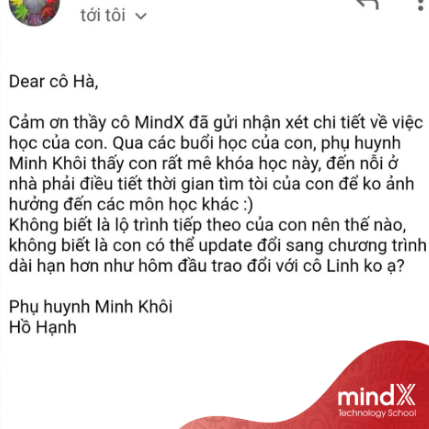 tới tôi
Dear cô Hà,
Cảm ơn thầy cô MindX đã gửi nhận xét chi tiết về việc
học của con. Qua các buổi học của con, phụ huynh
Minh Khôi thấy con rất mê khóa học này, đến nỗi ở
nhà phải điều tiết thời gian tìm tòi của con để ko ảnh
hưởng đến các môn học khác :)
Không biết là lộ trình tiếp theo của con nên thế nào,
không biết là con có thể update đổi sang chương trình
dài hạn hơn như hôm đầu trao đổi với cô Linh ko ạ?
Phụ huynh Minh Khôi
Hồ Hạnh
mindX
Technology School